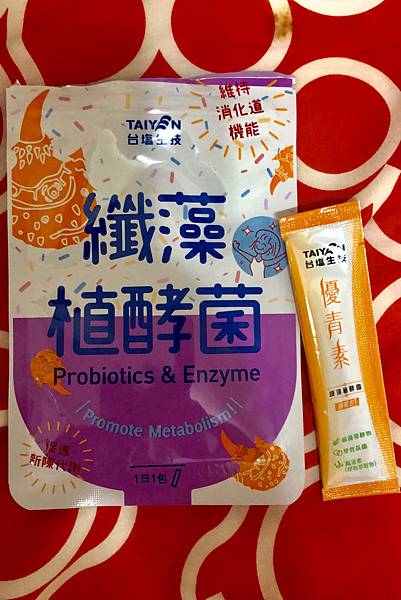 維持
消化道
機能
TAIYEN
台塩生技
纖藻
植酵菌
Probiotics & Enzyme
Promote Metabolism!
促進
新陳代謝
1日1包
TAIYEN
台塩生技
優青素